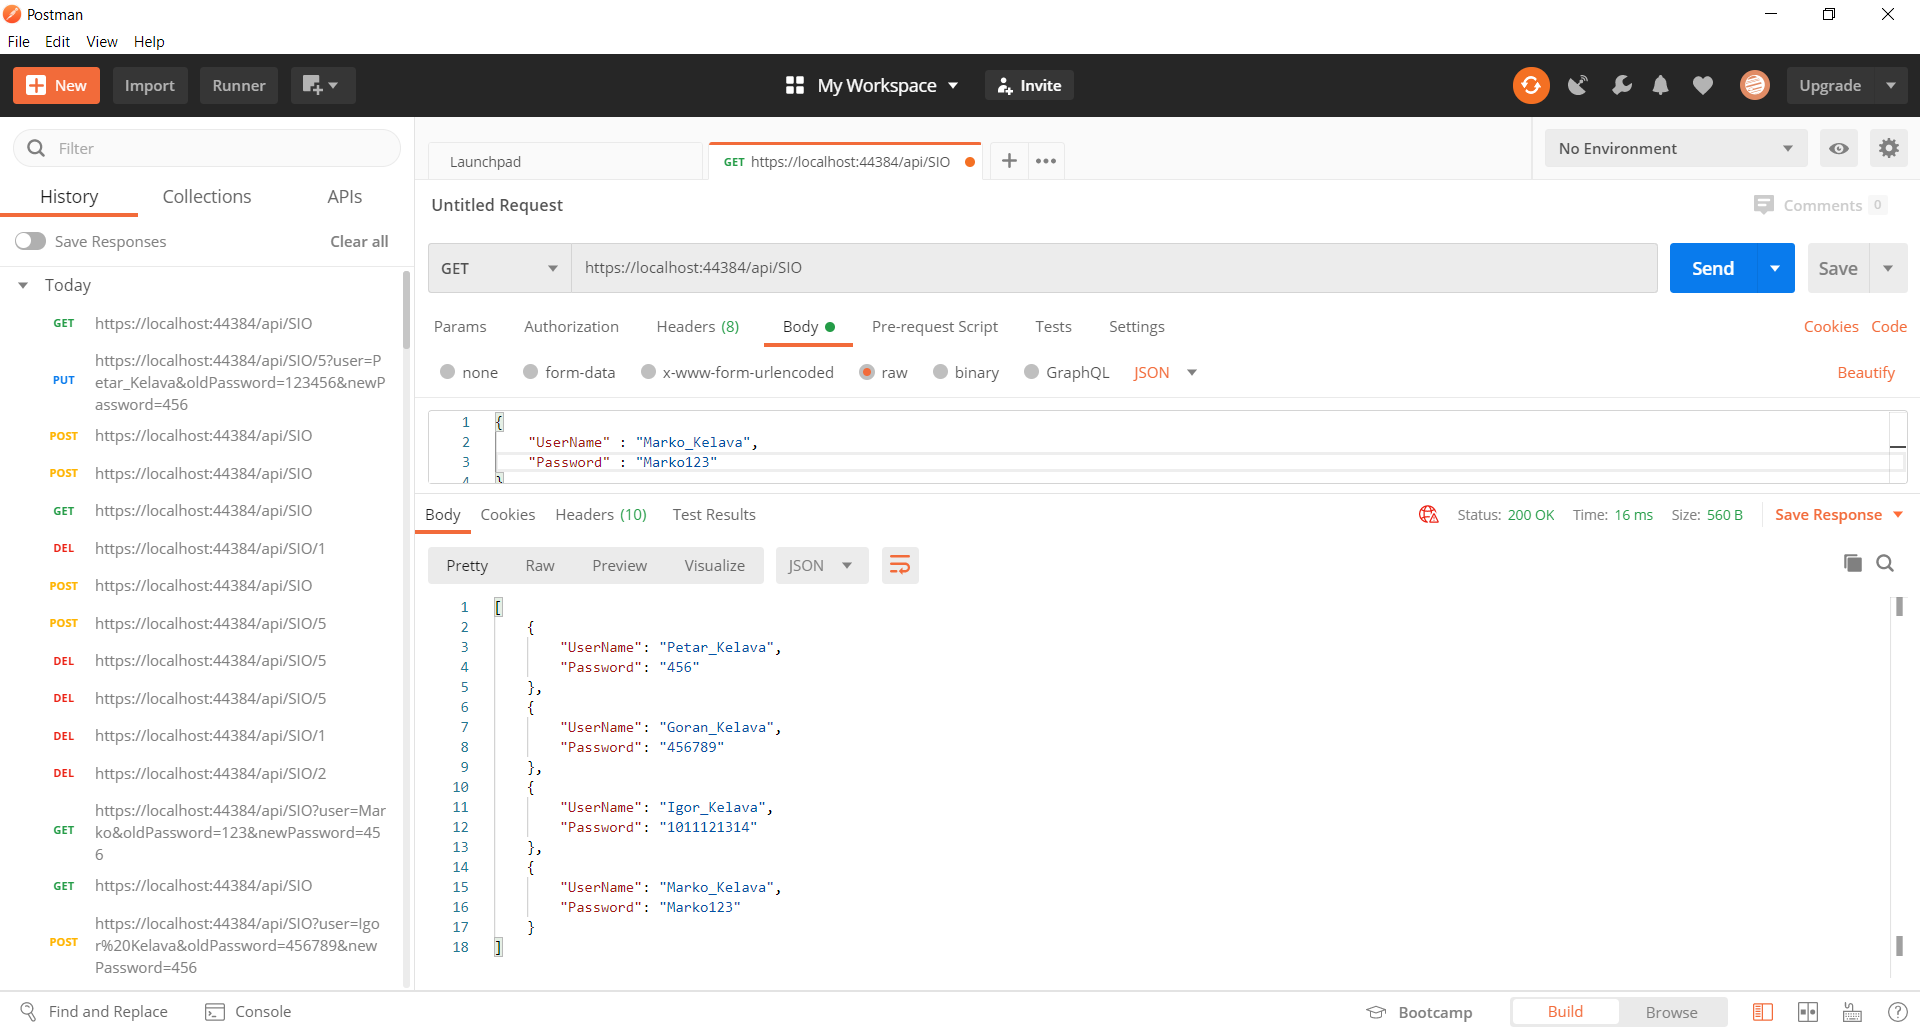 Postman
File Edit View Help
New Import Runner My Workspace Invite Upgrade
Filter
History Collections APIs
Save Responses Clear all
Today
GET https://localhost:44384/api/SIO
PUT https://localhost:44384/api/SIO/5?user=P
etar_Kelava&oldPassword=123456&newP
assword=456
POST https://localhost:44384/api/SIO
POST https://localhost:44384/api/SIO
GET https://localhost:44384/api/SIO
DEL https://localhost:44384/api/SIO/1
POST https://localhost:44384/api/SIO
POST https://localhost:44384/api/SIO/5
DEL https://localhost:44384/api/SIO/5
DEL https://localhost:44384/api/SIO/5
DEL https://localhost:44384/api/SIO/1
DEL https://localhost:44384/api/SIO/2
GET https://localhost:44384/api/SIO?user=Mar
ko&oldPassword=123&newPassword=45
6
GET https://localhost:44384/api/SIO
POST https://localhost:44384/api/SIO?user=Igo
r%20Kelava&oldPassword=456789&new
Password=456
Launchpad GET https://localhost:44384/api/SIO No Environment
Untitled Request Comments 0
GET https://localhost:44384/api/SIO Send Save
Params Authorization Headers (8) Body Pre-request Script Tests Settings Cookies Code
none form-data x-www-form-urlencoded raw binary GraphQL JSON Beautify
1 {
2 "UserName" : "Marko_Kelava",
3 "Password" : "Marko123"
4 }
Body Cookies Headers (10) Test Results Status: 200 OK Time: 16 ms Size: 560 B Save Response
Pretty Raw Preview Visualize JSON
1 [
2 {
3 "UserName": "Petar_Kelava",
4 "Password": "456"
5 },
6 {
7 "UserName": "Goran_Kelava",
8 "Password": "456789"
9 },
10 {
11 "UserName": "Igor_Kelava",
12 "Password": "1011121314"
13 },
14 {
15 "UserName": "Marko_Kelava",
16 "Password": "Marko123"
17 }
18 ]
Find and Replace Console Bootcamp Build Browse